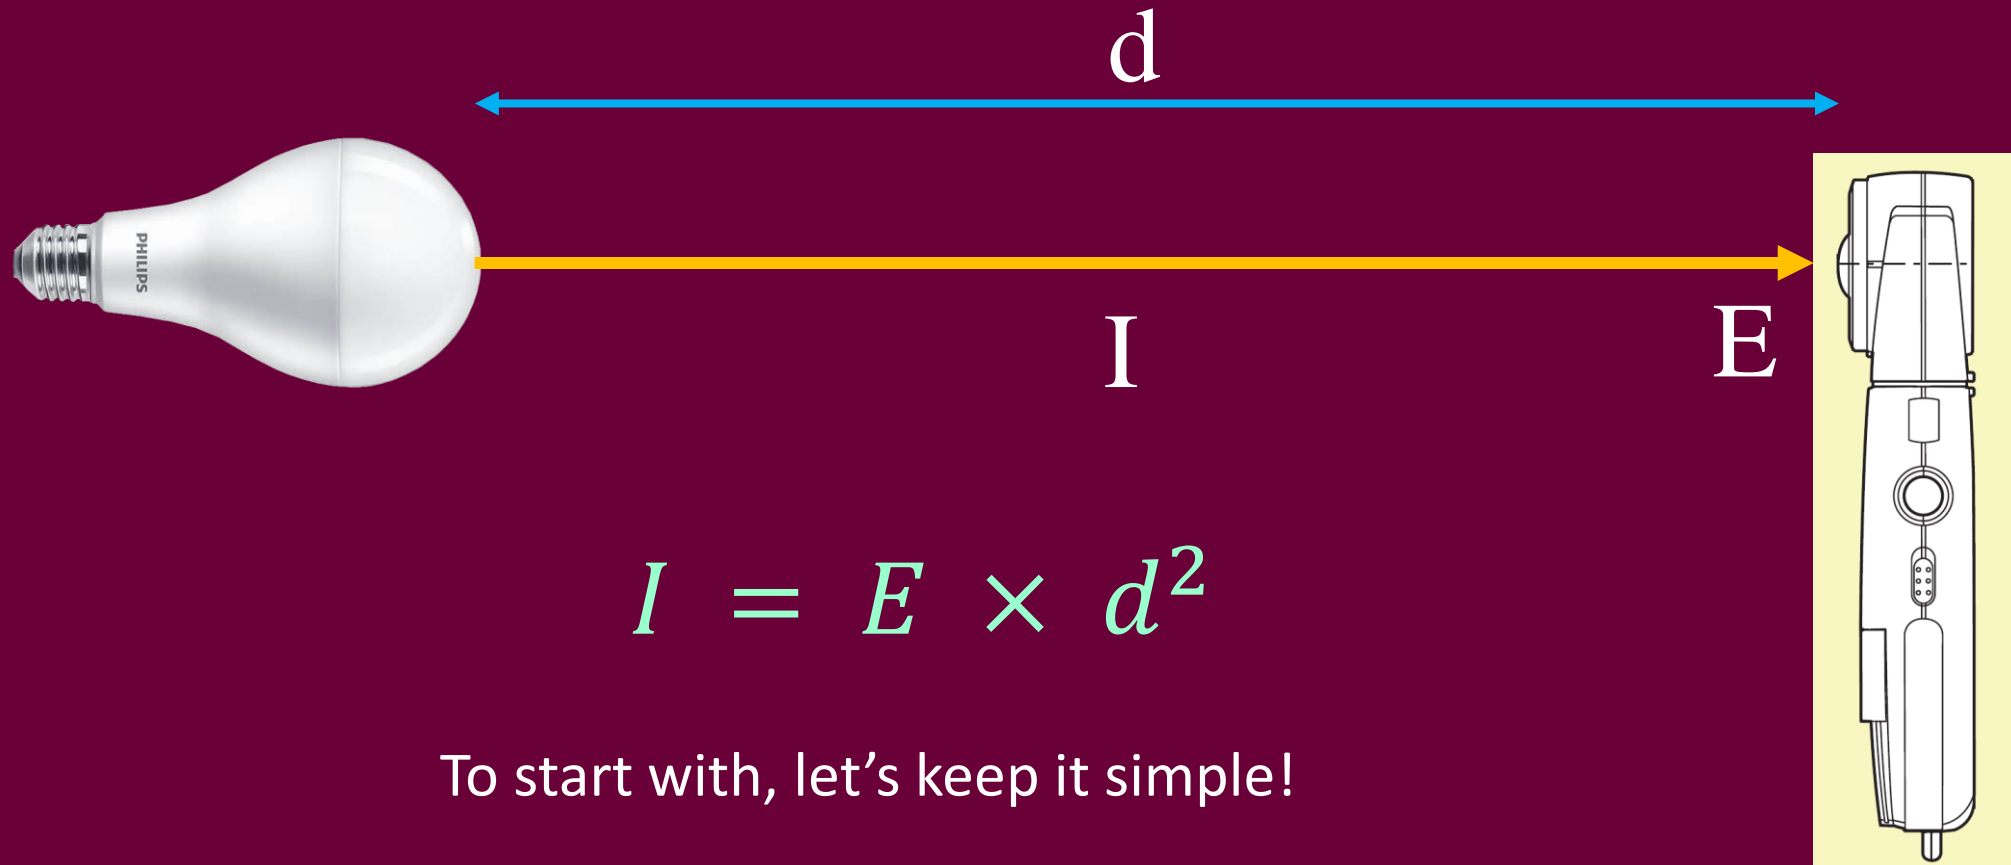 d
PHILIPS
I
E
I = E × d²
To start with, let's keep it simple!